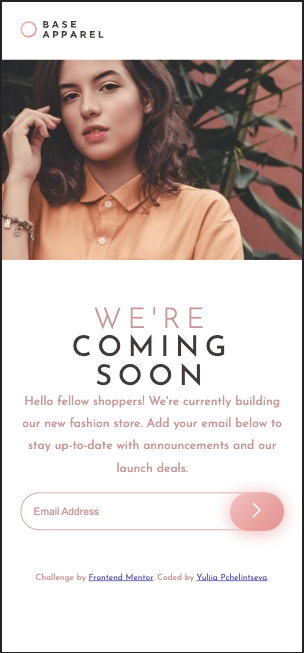 BASE
APPAREL
WE'RE
COMING
SOON
Hello fellow shoppers! We're currently building
our new fashion store. Add your email below to
stay up-to-date with announcements and our
launch deals.
Email Address
Challenge by Frontend Mentor. Coded by Yuliia Pchelintseva.